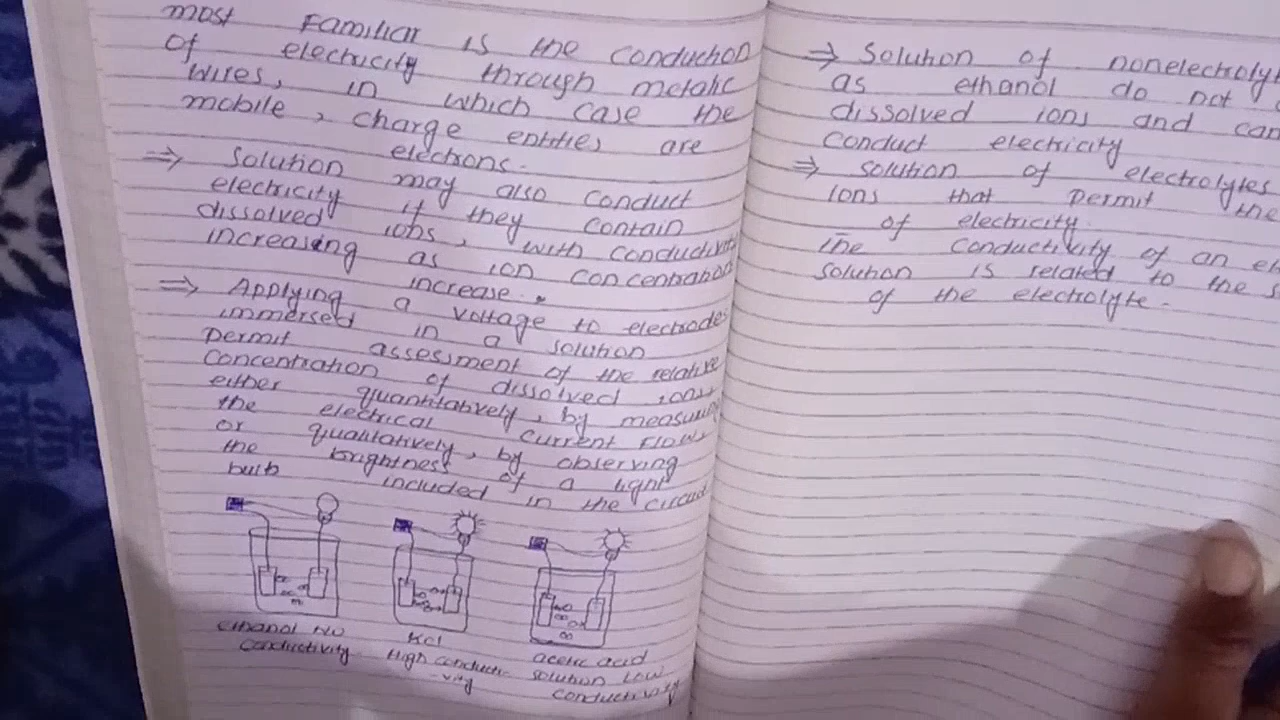 most Familiar is the conduction
of electricity through metalic
wires, in which case the
mobile, charge entities are
electrons.
⇒ Solution may also conduct
electricity if they contain
dissolved ions, with conductivity
increasing as ion concentration
increase.
⇒ Applying a voltage to electrodes
immersed in a solution
permit assessment of the relative
concentration of dissolved ions,
either quantitatively, by measuring
the electrical current flows
or qualitatively, by observing
the brightness of a light
bulb included in the circuit
ethanol No
conductivity
KCl
High conducti-
-vity
acetic acid
solution low
conductivity
⇒ Solution of nonelectroly
as ethanol do not
dissolved ions and can
conduct electricity
⇒ solution of electrolytes
ions that permit the
of electricity.
The conductivity of an el
solution is related to the s
of the electrolyte.